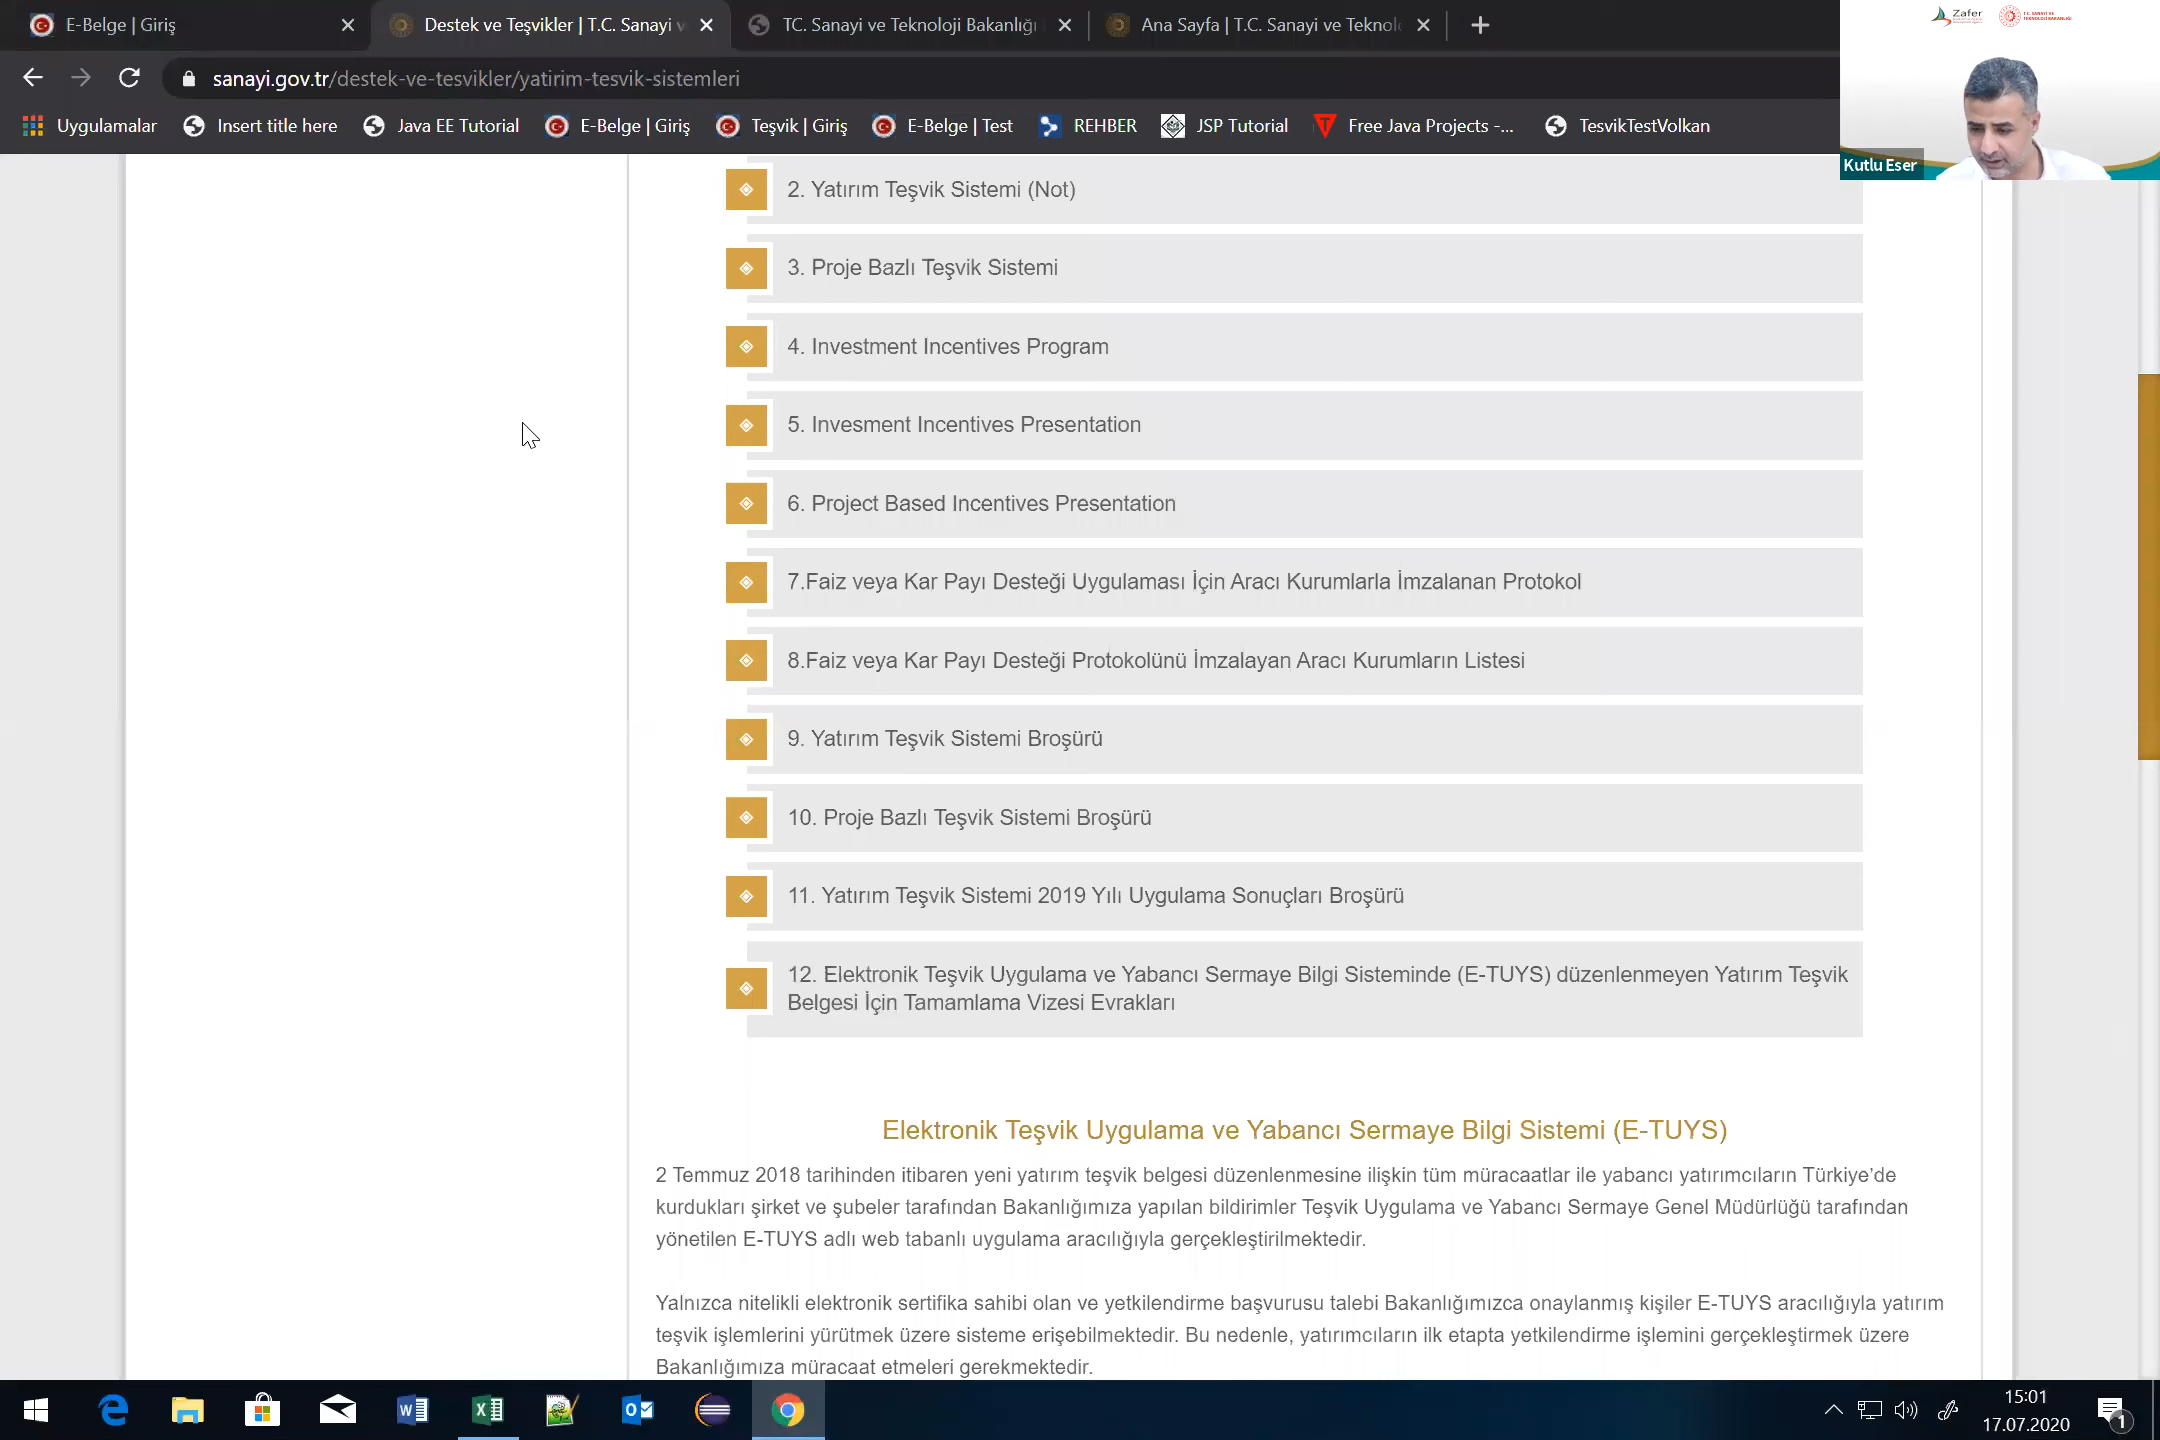 E-Belge | Giriş
Destek ve Teşvikler | T.C. Sanayi v
TC. Sanayi ve Teknoloji Bakanlığı
Ana Sayfa | T.C. Sanayi ve Teknolo
sanayi.gov.tr/destek-ve-tesvikler/yatirim-tesvik-sistemleri
Uygulamalar
Insert title here
Java EE Tutorial
E-Belge | Giriş
Teşvik | Giriş
E-Belge | Test
REHBER
JSP Tutorial
Free Java Projects -...
TesvikTestVolkan
Zafer
Kutlu Eser
2. Yatırım Teşvik Sistemi (Not)
3. Proje Bazlı Teşvik Sistemi
4. Investment Incentives Program
5. Invesment Incentives Presentation
6. Project Based Incentives Presentation
7.Faiz veya Kar Payı Desteği Uygulaması İçin Aracı Kurumlarla İmzalanan Protokol
8.Faiz veya Kar Payı Desteği Protokolünü İmzalayan Aracı Kurumların Listesi
9. Yatırım Teşvik Sistemi Broşürü
10. Proje Bazlı Teşvik Sistemi Broşürü
11. Yatırım Teşvik Sistemi 2019 Yılı Uygulama Sonuçları Broşürü
12. Elektronik Teşvik Uygulama ve Yabancı Sermaye Bilgi Sisteminde (E-TUYS) düzenlenmeyen Yatırım Teşvik
Belgesi İçin Tamamlama Vizesi Evrakları
Elektronik Teşvik Uygulama ve Yabancı Sermaye Bilgi Sistemi (E-TUYS)
2 Temmuz 2018 tarihinden itibaren yeni yatırım teşvik belgesi düzenlenmesine ilişkin tüm müracaatlar ile yabancı yatırımcıların Türkiye’de
kurdukları şirket ve şubeler tarafından Bakanlığımıza yapılan bildirimler Teşvik Uygulama ve Yabancı Sermaye Genel Müdürlüğü tarafından
yönetilen E-TUYS adlı web tabanlı uygulama aracılığıyla gerçekleştirilmektedir.
Yalnızca nitelikli elektronik sertifika sahibi olan ve yetkilendirme başvurusu talebi Bakanlığımızca onaylanmış kişiler E-TUYS aracılığıyla yatırım
teşvik işlemlerini yürütmek üzere sisteme erişebilmektedir. Bu nedenle, yatırımcıların ilk etapta yetkilendirme işlemini gerçekleştirmek üzere
Bakanlığımıza müracaat etmeleri gerekmektedir.
15:01
17.07.2020
1